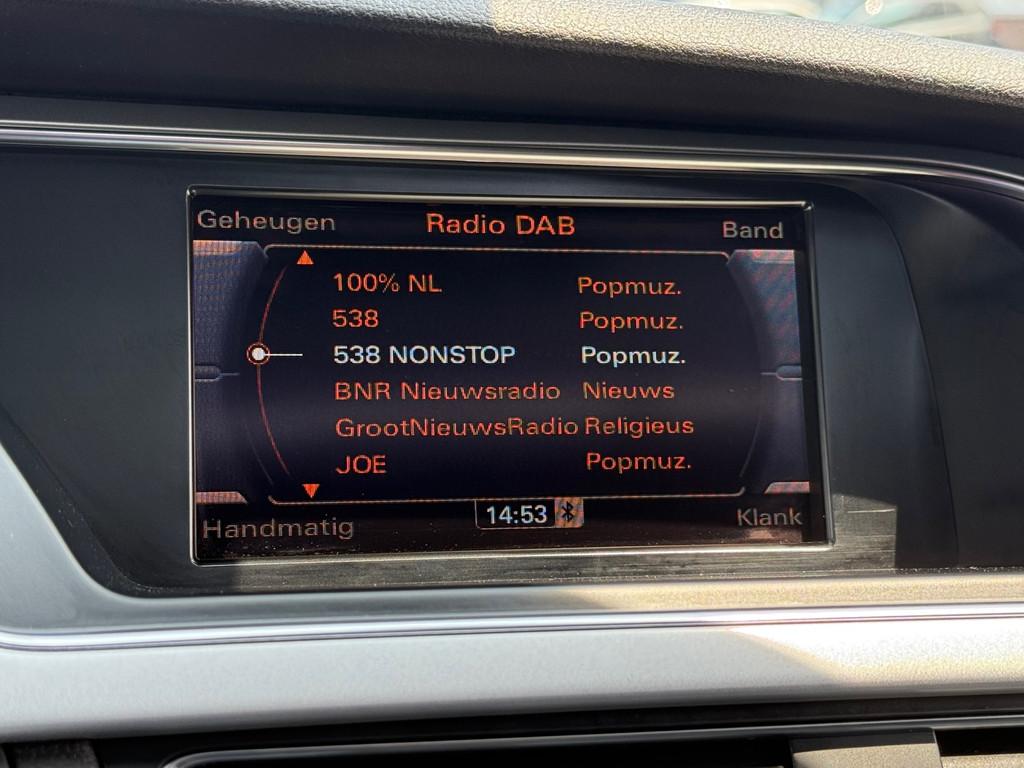 Geheugen Radio DAB Band
100% NL Popmuz.
538 Popmuz.
538 NONSTOP Popmuz.
BNR Nieuwsradio Nieuws
GrootNieuwsRadio Religieus
JOE Popmuz.
Handmatig 14:53 Klank